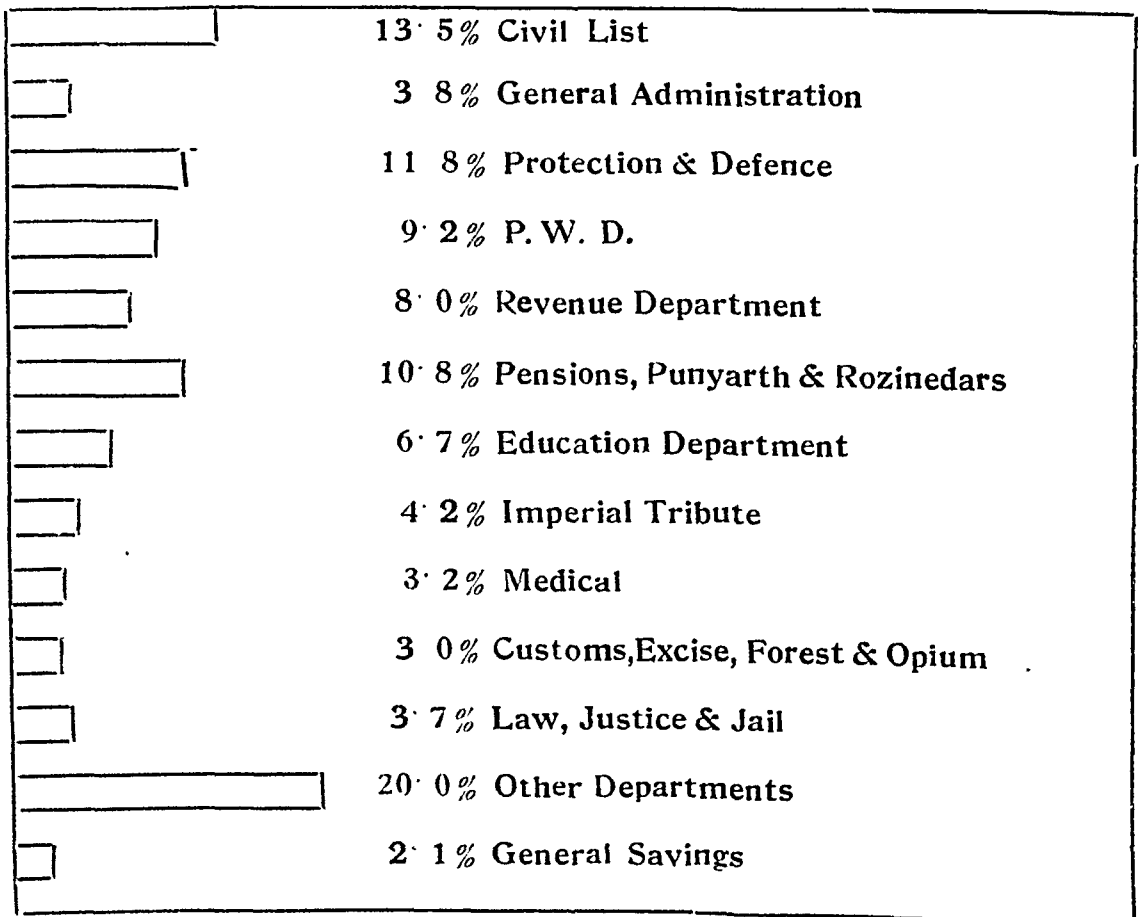 13· 5% Civil List
3 8% General Administration
11 8% Protection & Defence
9· 2% P. W. D.
8· 0% Revenue Department
10· 8% Pensions, Punyarth & Rozinedars
6· 7% Education Department
4· 2% Imperial Tribute
3· 2% Medical
3 0% Customs,Excise, Forest & Opium
3· 7% Law, Justice & Jail
20· 0% Other Departments
2· 1% General Savings